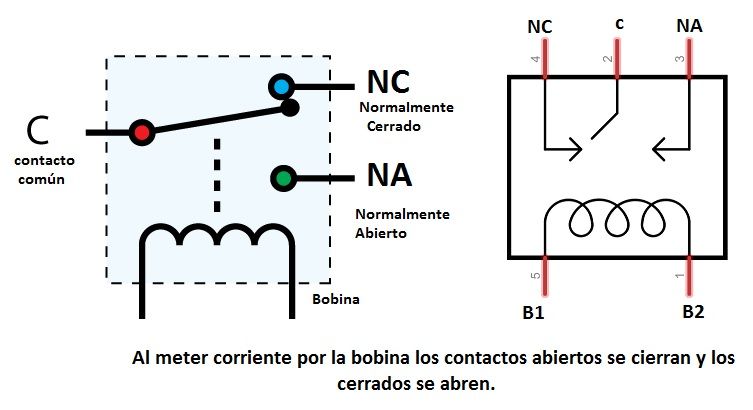 C
contacto
común
NC
Normalmente
Cerrado
NA
Normalmente
Abierto
Bobina
NC
c
NA
4
2
3
5
1
B1
B2
Al meter corriente por la bobina los contactos abiertos se cierran y los
cerrados se abren.